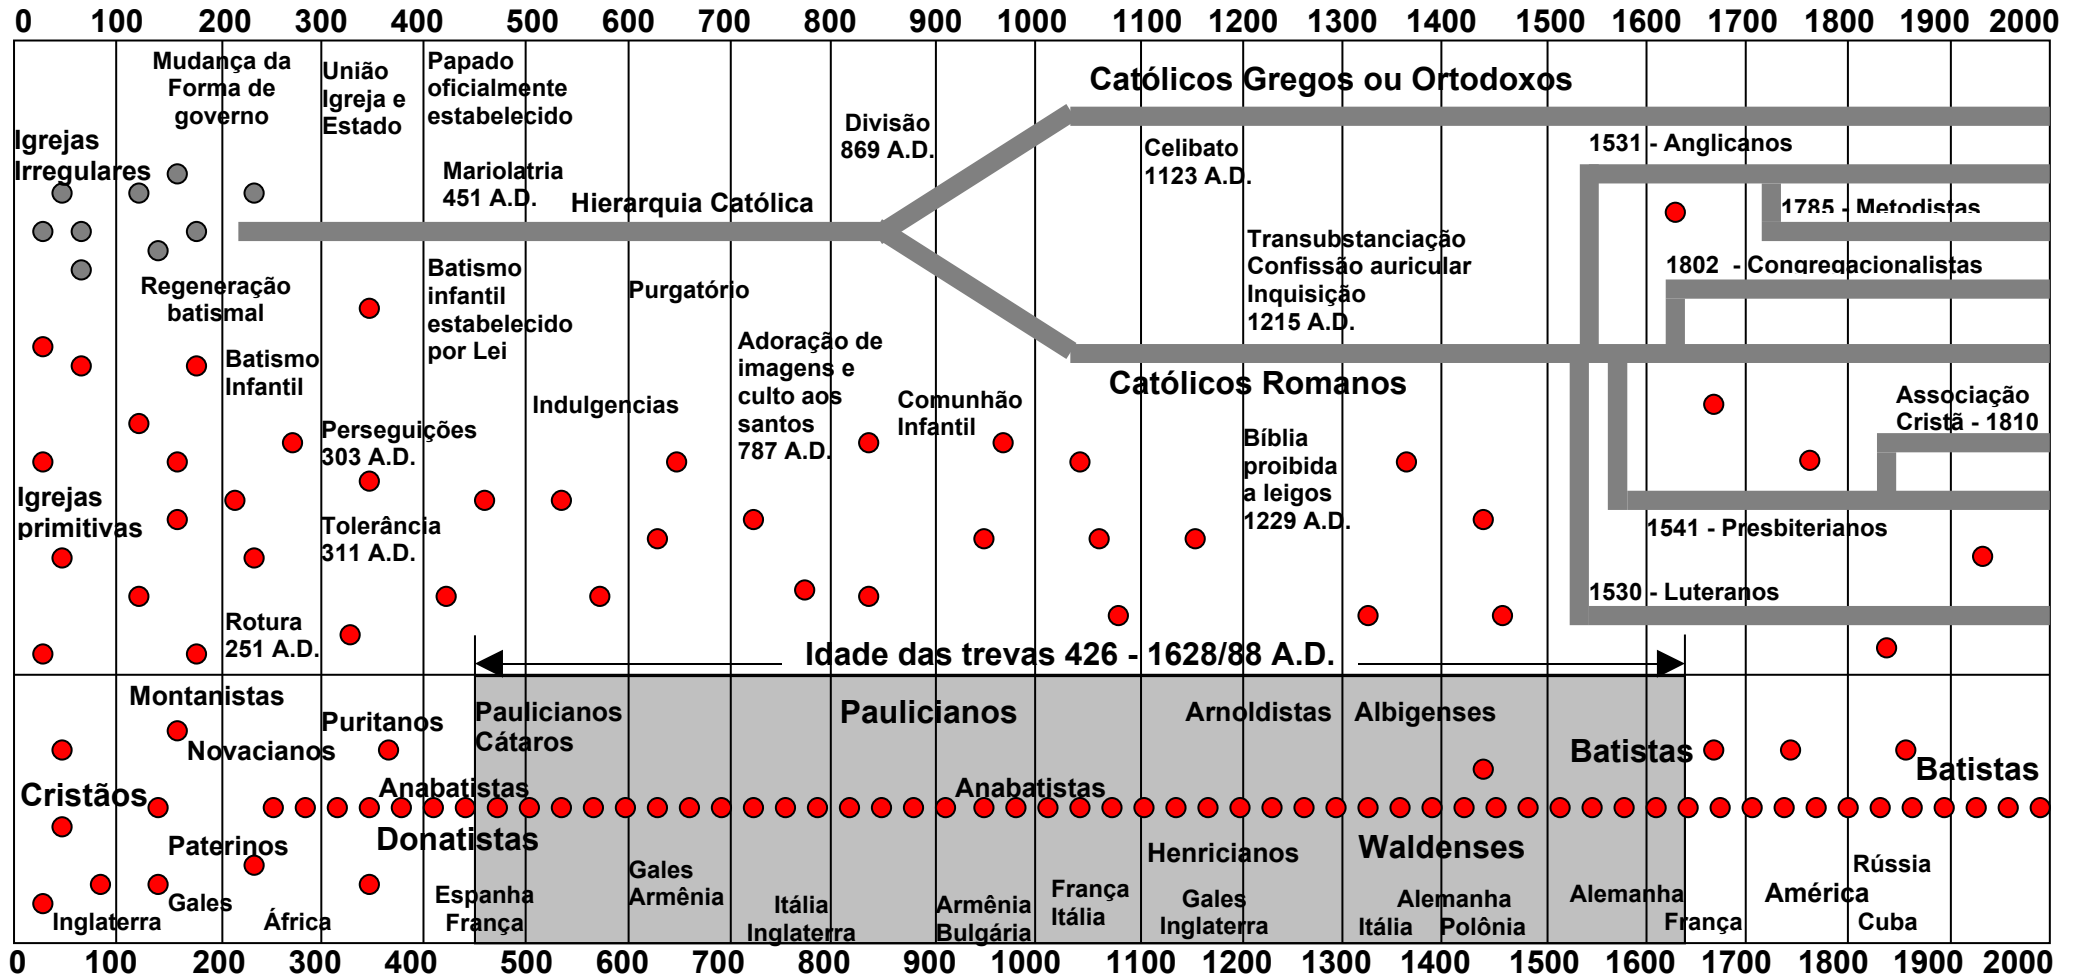 0 100 200 300 400 500 600 700 800 900 1000 1100 1200 1300 1400 1500 1600 1700 1800 1900 2000
Mudança da
Forma de
governo
União
Igreja e
Estado
Papado
oficialmente
estabelecido
Católicos Gregos ou Ortodoxos
Igrejas
Irregulares
Divisão
869 A.D.
Celibato
1123 A.D.
1531 - Anglicanos
Mariolatria
451 A.D.
Hierarquia Católica
1785 - Metodistas
Transubstanciação
Confissão auricular
Inquisição
1215 A.D.
1802 - Congregacionalistas
Regeneração
batismal
Batismo
infantil
estabelecido
por Lei
Purgatório
Adoração de
imagens e
culto aos
santos
787 A.D.
Batismo
Infantil
Católicos Romanos
Indulgencias
Comunhão
Infantil
Associação
Cristã - 1810
Perseguições
303 A.D.
Bíblia
proibida
a leigos
1229 A.D.
Igrejas
primitivas
Tolerância
311 A.D.
1541 - Presbiterianos
1530 - Luteranos
Rotura
251 A.D.
Idade das trevas 426 - 1628/88 A.D.
Montanistas
Puritanos
Paulicianos
Cátaros
Paulicianos
Arnoldistas
Albigenses
Novacianos
Batistas
Batistas
Cristãos
Anabatistas
Anabatistas
Donatistas
Paterinos
Henricianos
Waldenses
Gales
Armênia
Rússia
Espanha
França
França
Itália
Gales
Inglaterra
Alemanha
Itália Polônia
Alemanha
França
América
Cuba
Gales
Inglaterra
África
Itália
Inglaterra
Armênia
Bulgária
0 100 200 300 400 500 600 700 800 900 1000 1100 1200 1300 1400 1500 1600 1700 1800 1900 2000